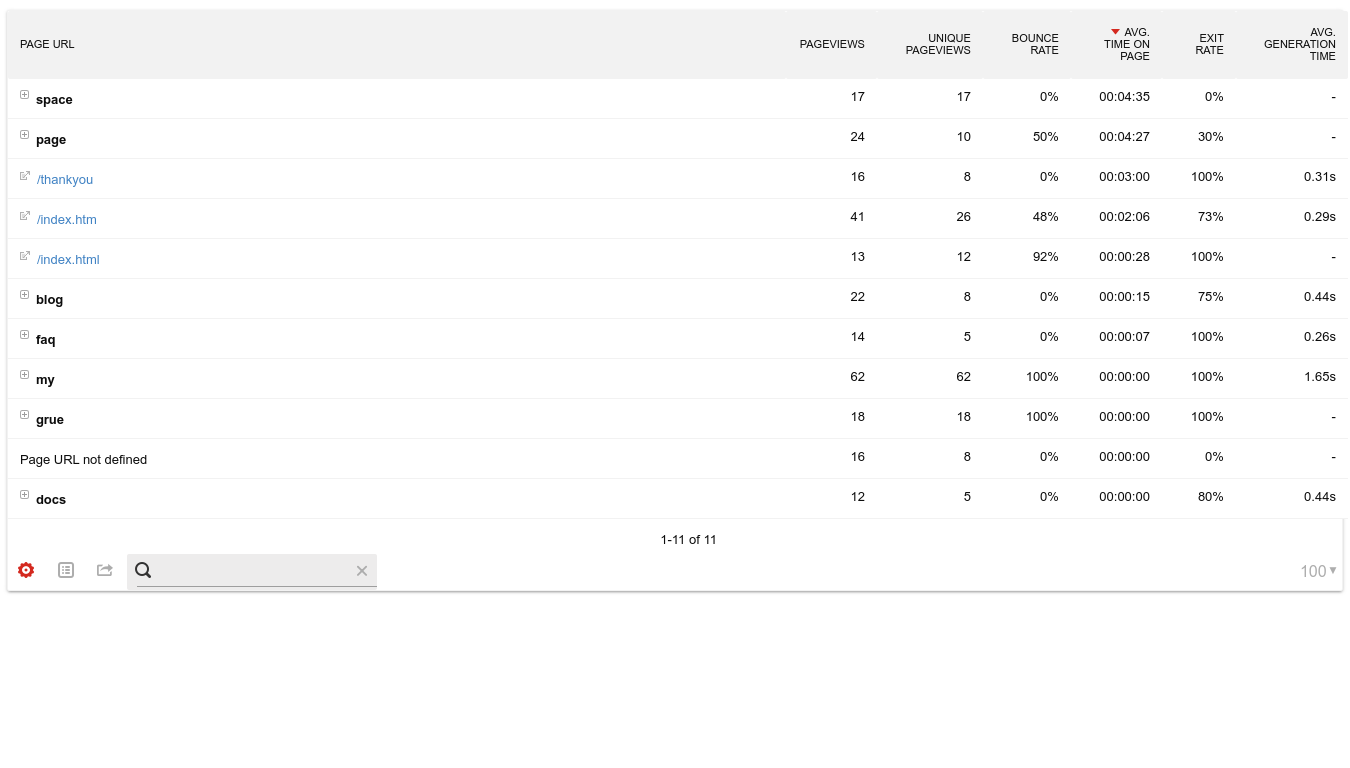 PAGE URL PAGEVIEWS UNIQUE PAGEVIEWS BOUNCE RATE AVG. TIME ON PAGE EXIT RATE AVG. GENERATION TIME
space 17 17 0% 00:04:35 0% -
page 24 10 50% 00:04:27 30% -
/thankyou 16 8 0% 00:03:00 100% 0.31s
/index.htm 41 26 48% 00:02:06 73% 0.29s
/index.html 13 12 92% 00:00:28 100% -
blog 22 8 0% 00:00:15 75% 0.44s
faq 14 5 0% 00:00:07 100% 0.26s
my 62 62 100% 00:00:00 100% 1.65s
grue 18 18 100% 00:00:00 100% -
Page URL not defined 16 8 0% 00:00:00 0% -
docs 12 5 0% 00:00:00 80% 0.44s
1-11 of 11
100